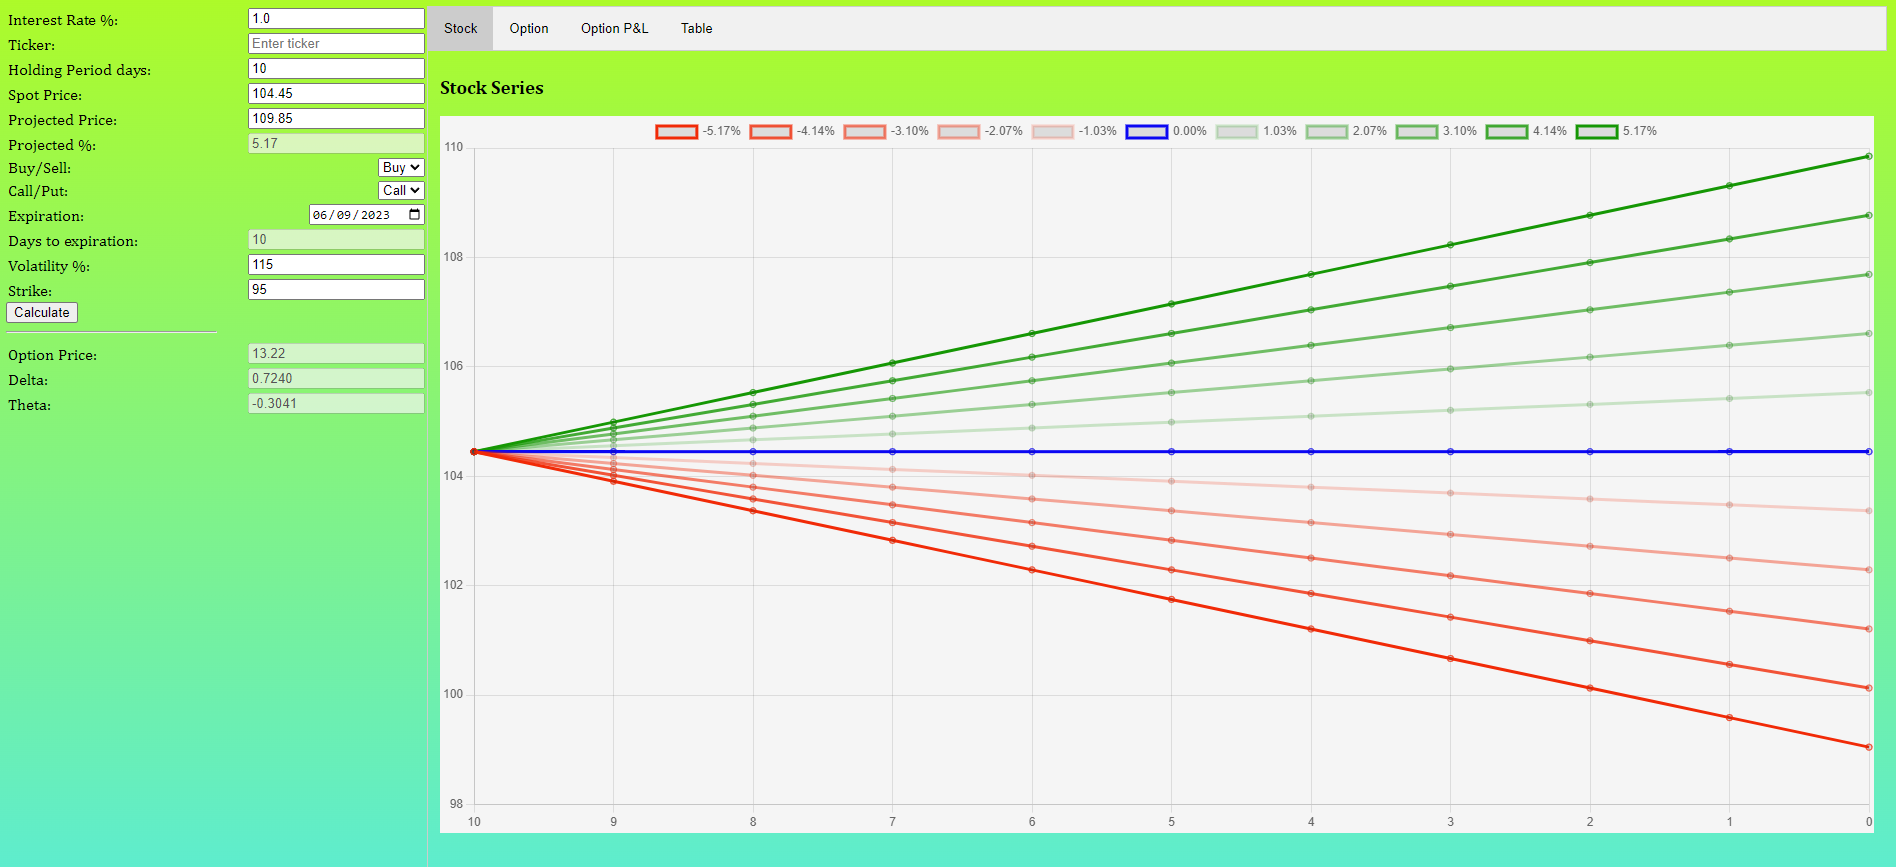 Interest Rate %: 1.0
Ticker: Enter ticker
Holding Period days: 10
Spot Price: 104.45
Projected Price: 109.85
Projected %: 5.17
Buy/Sell: Buy
Call/Put: Call
Expiration: 06/09/2023
Days to expiration: 10
Volatility %: 115
Strike: 95
Calculate
Option Price: 13.22
Delta: 0.7240
Theta: -0.3041
Stock Option Option P&L Table
Stock Series
-5.17% -4.14% -3.10% -2.07% -1.03% 0.00% 1.03% 2.07% 3.10% 4.14% 5.17%
110
108
106
104
102
100
98
10 9 8 7 6 5 4 3 2 1 0